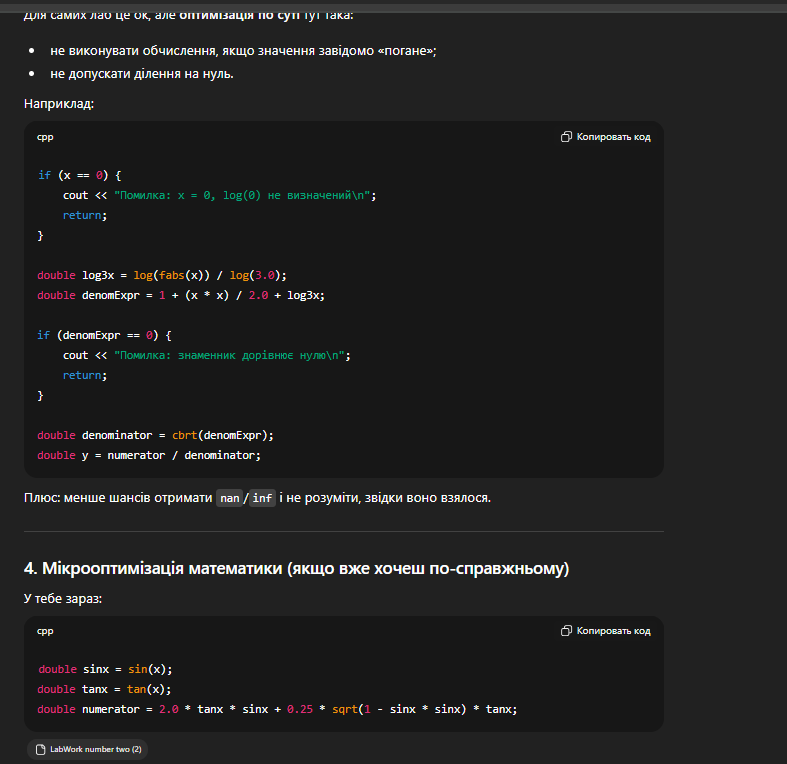 Для самих лаб це ок, але оптимізація по суті тут така:
• не виконувати обчислення, якщо значення завідомо «погане»;
• не допускати ділення на нуль.
Наприклад:
cpp
Копировать код
if (x == 0) {
    cout << "Помилка: x = 0, log(0) не визначений\n";
    return;
}
double log3x = log(fabs(x)) / log(3.0);
double denomExpr = 1 + (x * x) / 2.0 + log3x;
if (denomExpr == 0) {
    cout << "Помилка: знаменник дорівнює нулю\n";
    return;
}
double denominator = cbrt(denomExpr);
double y = numerator / denominator;
Плюс: менше шансів отримати nan/inf і не розуміти, звідки воно взялося.
4. Мікрооптимізація математики (якщо вже хочеш по-справжньому)
У тебе зараз:
cpp
Копировать код
double sinx = sin(x);
double tanx = tan(x);
double numerator = 2.0 * tanx * sinx + 0.25 * sqrt(1 - sinx * sinx) * tanx;
LabWork number two (2)